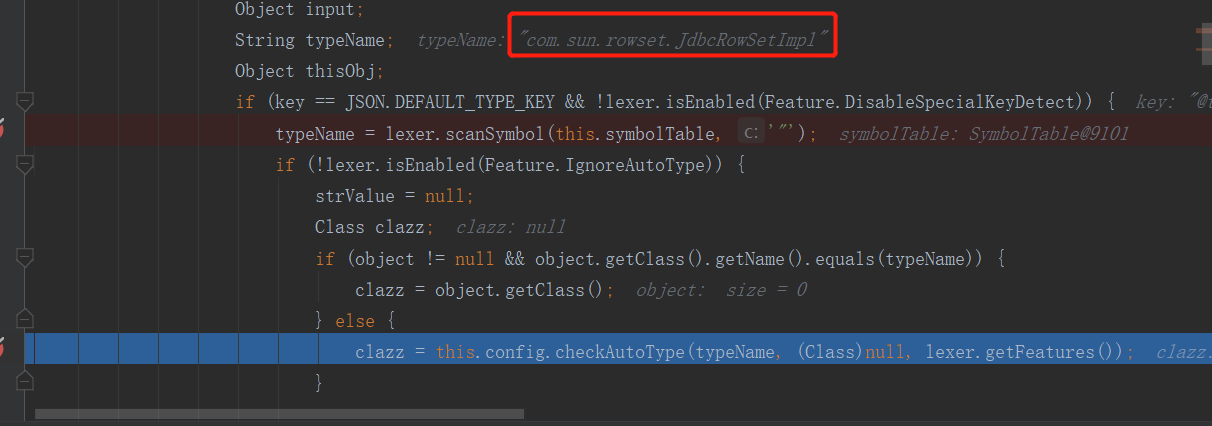 Object input;
String typeName;  typeName: "com.sun.rowset.JdbcRowSetImpl"
Object thisObj;
if (key == JSON.DEFAULT_TYPE_KEY && !lexer.isEnabled(Feature.DisableSpecialKeyDetect)) {  key: "@t
typeName = lexer.scanSymbol(this.symbolTable, c: '"');  symbolTable: SymbolTable@9101
if (!lexer.isEnabled(Feature.IgnoreAutoType)) {
strValue = null;
Class clazz;  clazz: null
if (object != null && object.getClass().getName().equals(typeName)) {
clazz = object.getClass();  object:  size = 0
} else {
clazz = this.config.checkAutoType(typeName, (Class)null, lexer.getFeatures());  clazz:
}